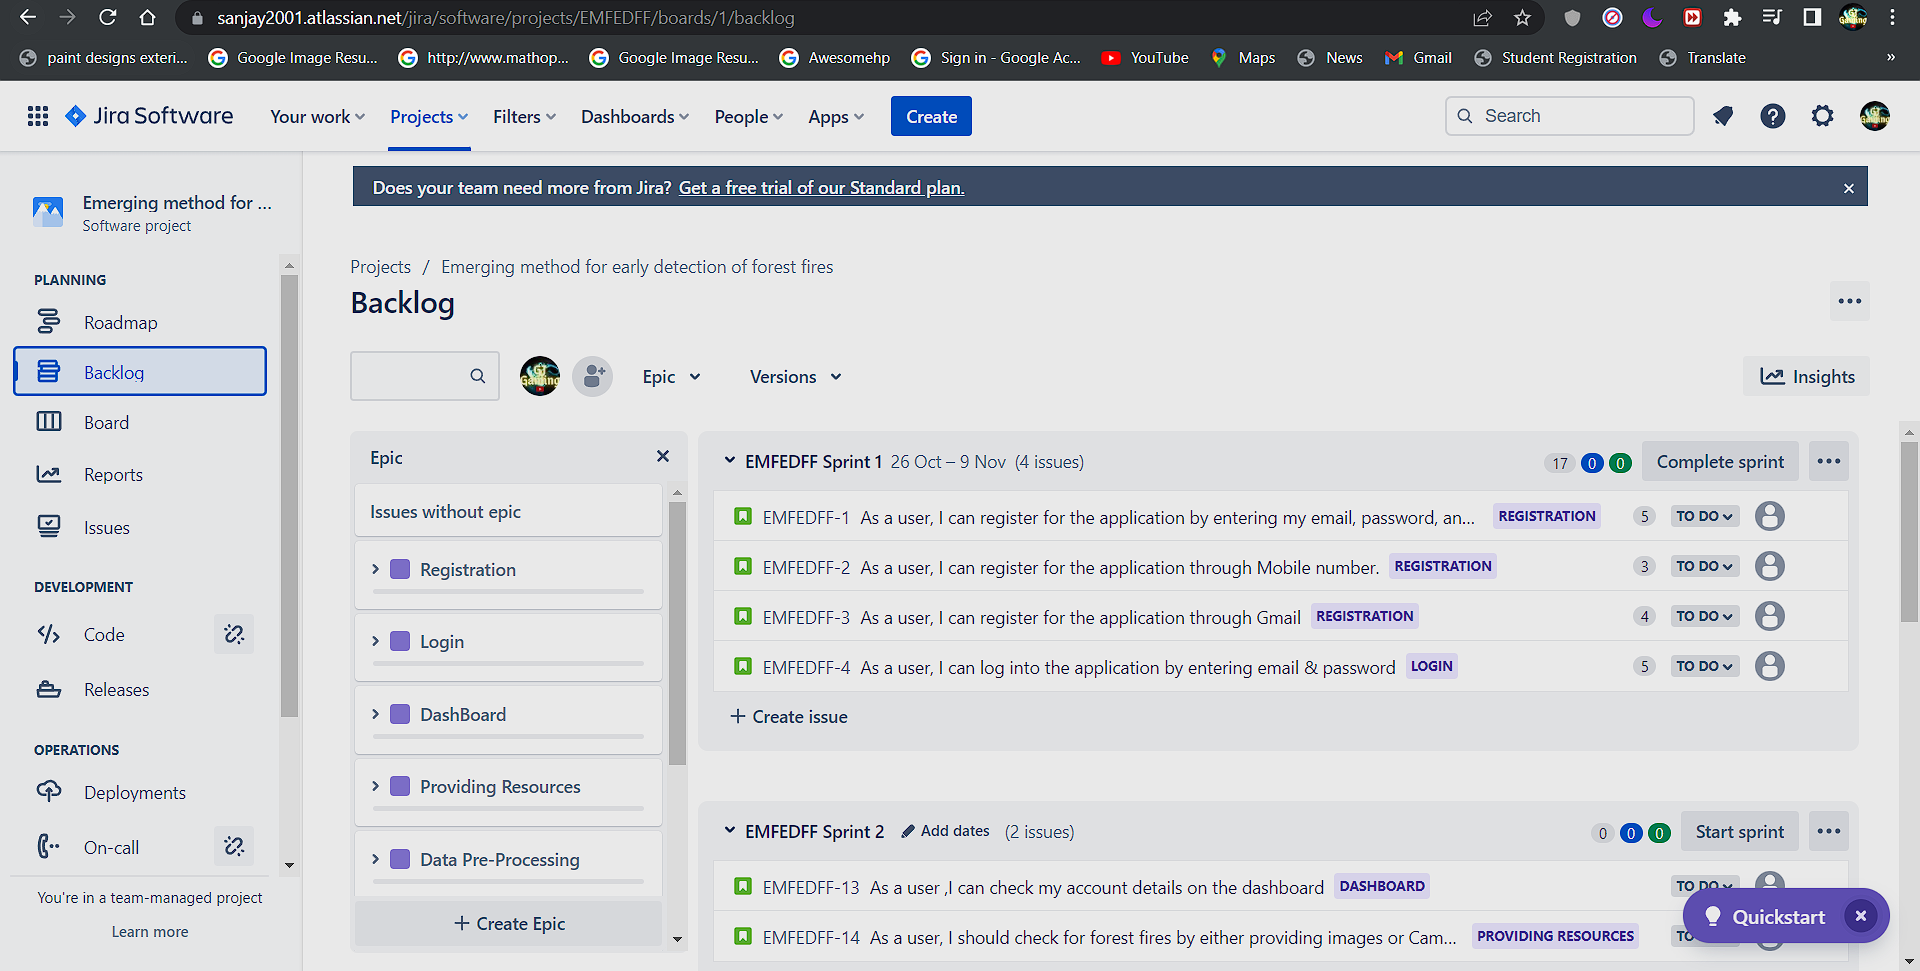 sanjay2001.atlassian.net/jira/software/projects/EMFEDFF/boards/1/backlog
paint designs exteri... Google Image Resu... http://www.mathop... Google Image Resu... Awesomehp Sign in - Google Ac... YouTube Maps News Gmail Student Registration Translate »
Jira Software Your work Projects Filters Dashboards People Apps Create Search
Does your team need more from Jira? Get a free trial of our Standard plan.
Emerging method for ...
Software project
PLANNING
Roadmap
Backlog
Board
Reports
Issues
DEVELOPMENT
Code
Releases
OPERATIONS
Deployments
On-call
You're in a team-managed project
Learn more
Projects / Emerging method for early detection of forest fires
Backlog
Epic Versions Insights
Epic
Issues without epic
Registration
Login
DashBoard
Providing Resources
Data Pre-Processing
+ Create Epic
EMFEDFF Sprint 1 26 Oct – 9 Nov (4 issues) 17 0 0 Complete sprint
EMFEDFF-1 As a user, I can register for the application by entering my email, password, an... REGISTRATION 5 TO DO
EMFEDFF-2 As a user, I can register for the application through Mobile number. REGISTRATION 3 TO DO
EMFEDFF-3 As a user, I can register for the application through Gmail REGISTRATION 4 TO DO
EMFEDFF-4 As a user, I can log into the application by entering email & password LOGIN 5 TO DO
+ Create issue
EMFEDFF Sprint 2 Add dates (2 issues) 0 0 0 Start sprint
EMFEDFF-13 As a user ,I can check my account details on the dashboard DASHBOARD TO DO
EMFEDFF-14 As a user, I should check for forest fires by either providing images or Cam... PROVIDING RESOURCES TO
Quickstart